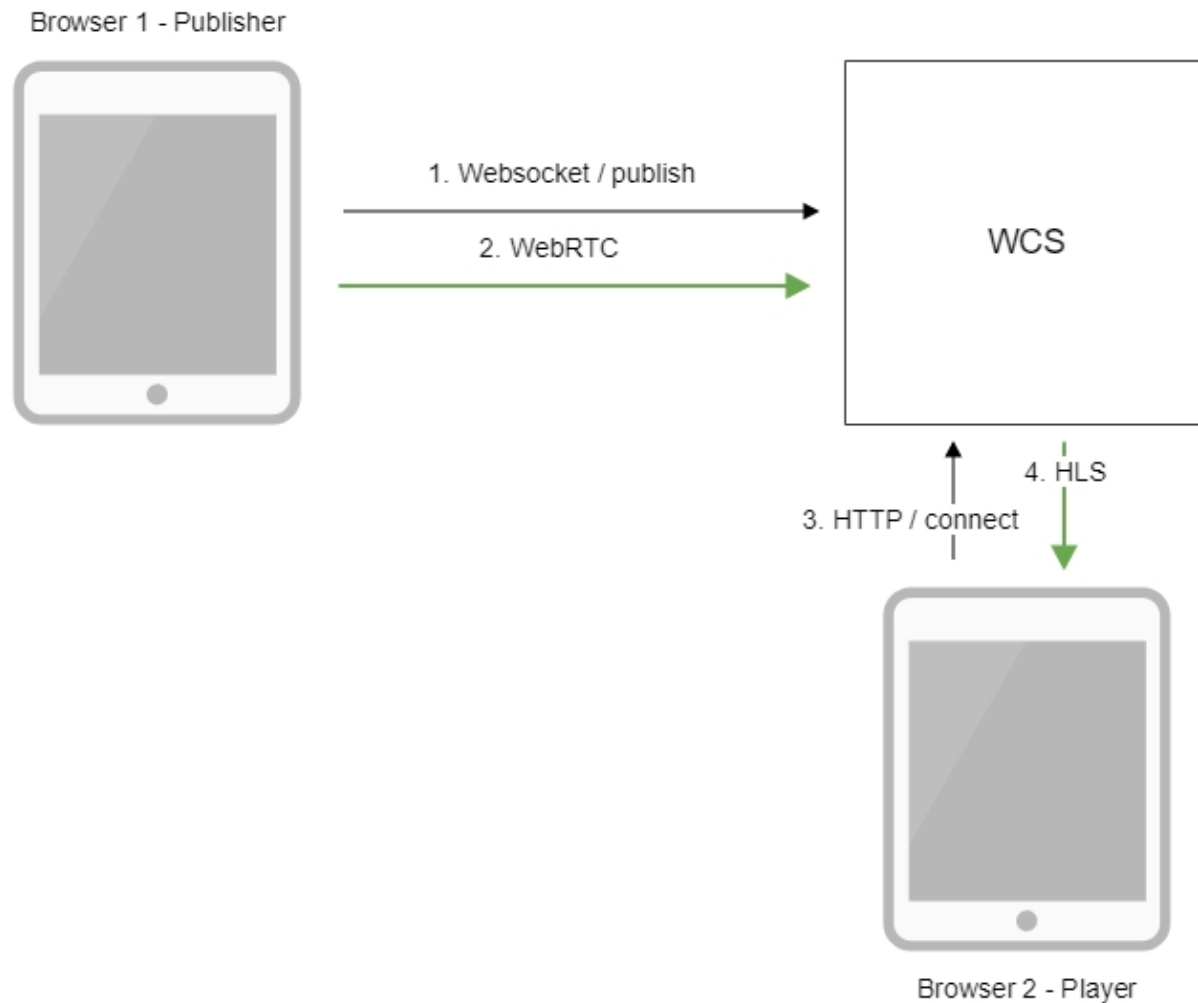 Browser 1 - Publisher
1. Websocket / publish
2. WebRTC
WCS
4. HLS
3. HTTP / connect
Browser 2 - Player